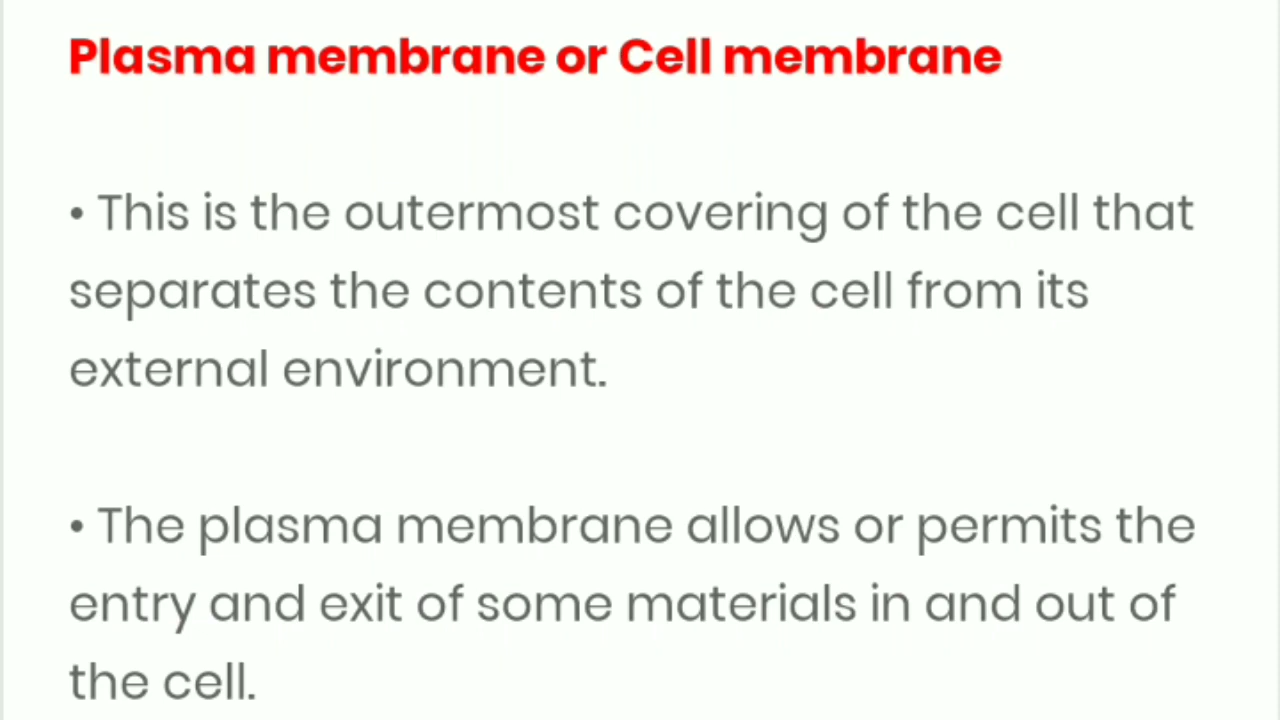 Plasma membrane or Cell membrane
• This is the outermost covering of the cell that
separates the contents of the cell from its
external environment.
• The plasma membrane allows or permits the
entry and exit of some materials in and out of
the cell.